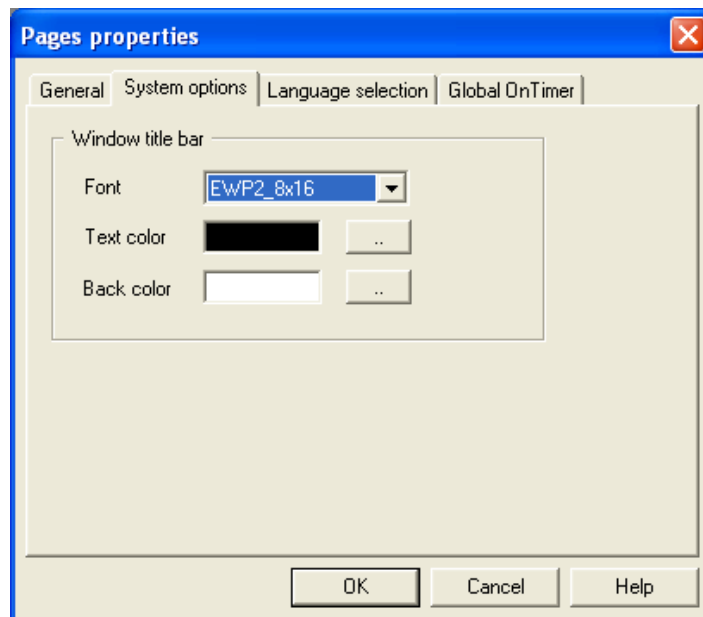 Pages properties
General System options Language selection Global OnTimer
Window title bar
Font EWP2_8x16
Text color ..
Back color ..
OK Cancel Help